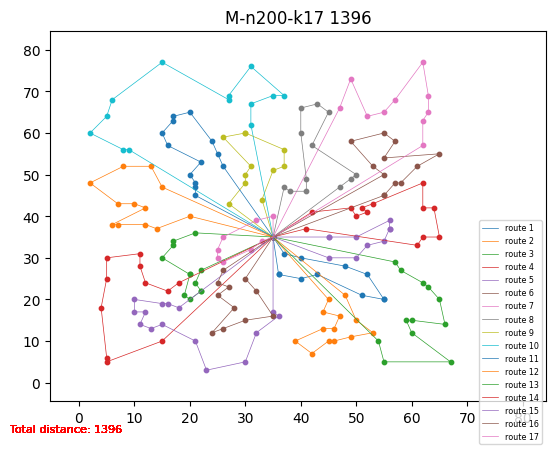 M-n200-k17 1396
80
70
60
50
40
30
20
10
0
0 10 20 30 40 50 60 70 80
route 1
route 2
route 3
route 4
route 5
route 6
route 7
route 8
route 9
route 10
route 11
route 12
route 13
route 14
route 15
route 16
route 17
Total distance: 1396